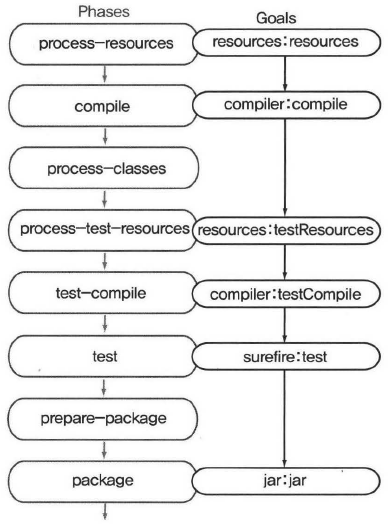 Phases Goals
process-resources resources:resources
compile compiler:compile
process-classes
process-test-resources resources:testResources
test-compile compiler:testCompile
test surefire:test
prepare-package
package jar:jar